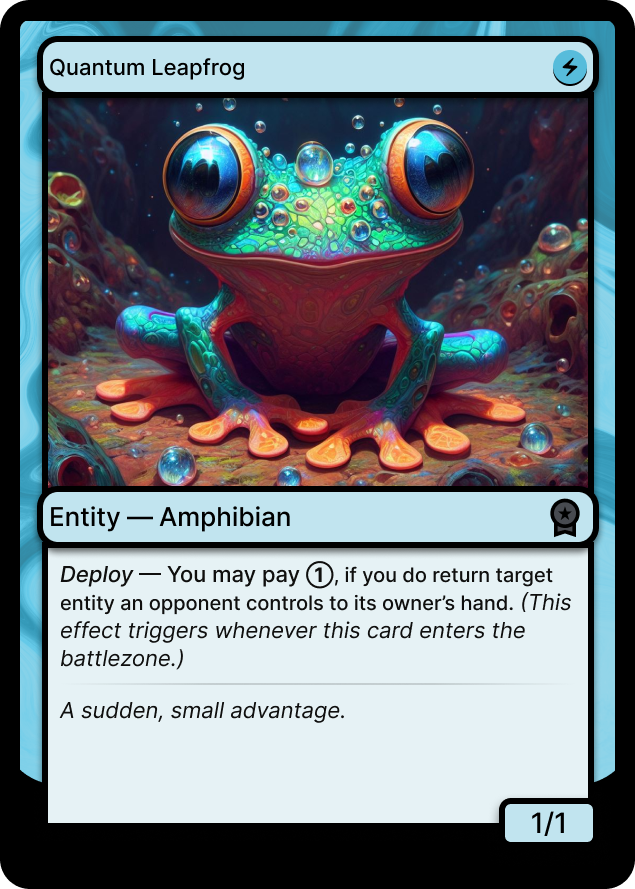 Quantum Leapfrog
Entity — Amphibian
Deploy — You may pay ①, if you do return target
entity an opponent controls to its owner’s hand. (This
effect triggers whenever this card enters the
battlezone.)
A sudden, small advantage.
1/1